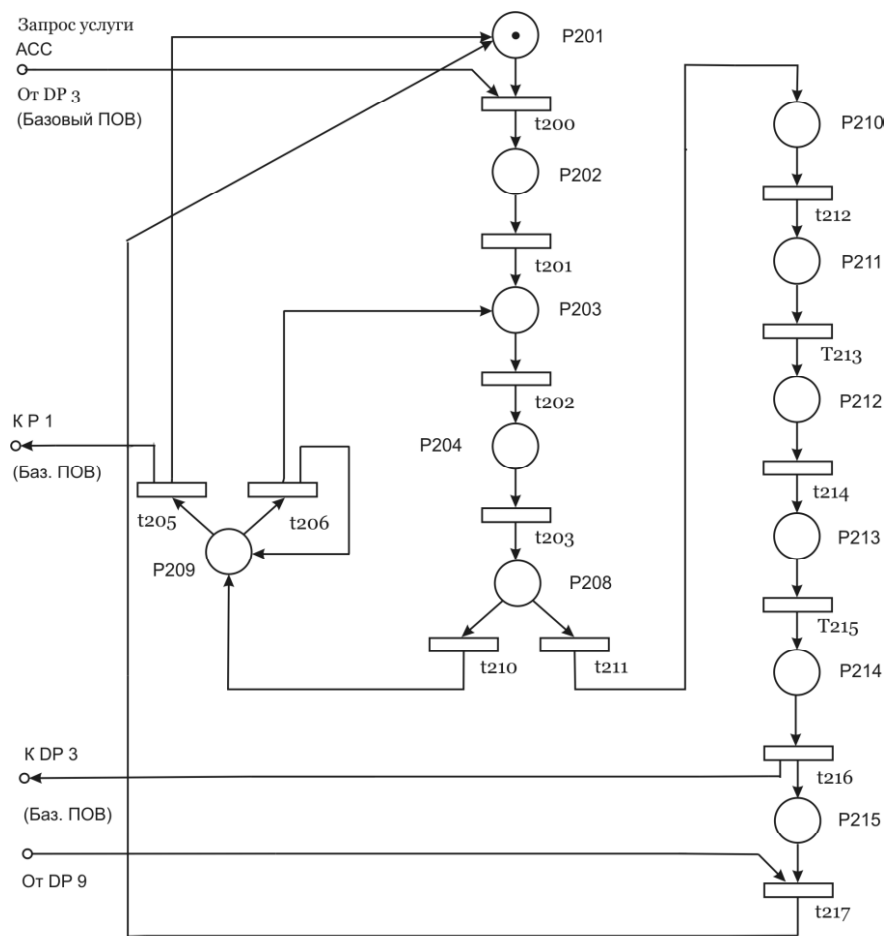 Запрос услуги
АСС
От DP 3
(Базовый ПОВ)
P201
t200
P202
t201
P203
t202
P204
t203
P208
t210
t211
К P 1
(Баз. ПОВ)
t205
t206
P209
P210
t212
P211
T213
P212
t214
P213
T215
P214
t216
P215
t217
К DP 3
(Баз. ПОВ)
От DP 9